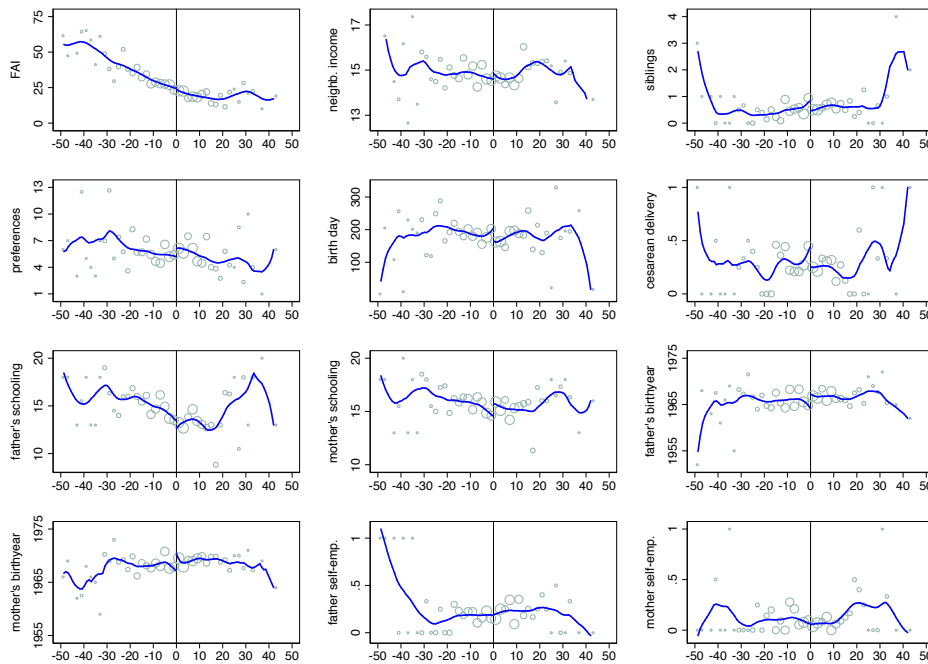 FAI
75
50
25
0
-50 -40 -30 -20 -10 0 10 20 30 40 50
neighb. income
17
15
13
-50 -40 -30 -20 -10 0 10 20 30 40 50
siblings
4
3
2
1
0
-50 -40 -30 -20 -10 0 10 20 30 40 50
preferences
13
10
7
4
1
-50 -40 -30 -20 -10 0 10 20 30 40 50
birth day
300
200
100
-50 -40 -30 -20 -10 0 10 20 30 40 50
cesarean delivery
1
.5
0
-50 -40 -30 -20 -10 0 10 20 30 40 50
father's schooling
20
15
10
-50 -40 -30 -20 -10 0 10 20 30 40 50
mother's schooling
20
15
10
-50 -40 -30 -20 -10 0 10 20 30 40 50
father's birthyear
1975
1965
1955
-50 -40 -30 -20 -10 0 10 20 30 40 50
mother's birthyear
1975
1965
1955
-50 -40 -30 -20 -10 0 10 20 30 40 50
father self-emp.
1
.5
0
-50 -40 -30 -20 -10 0 10 20 30 40 50
mother self-emp.
1
.5
0
-50 -40 -30 -20 -10 0 10 20 30 40 50